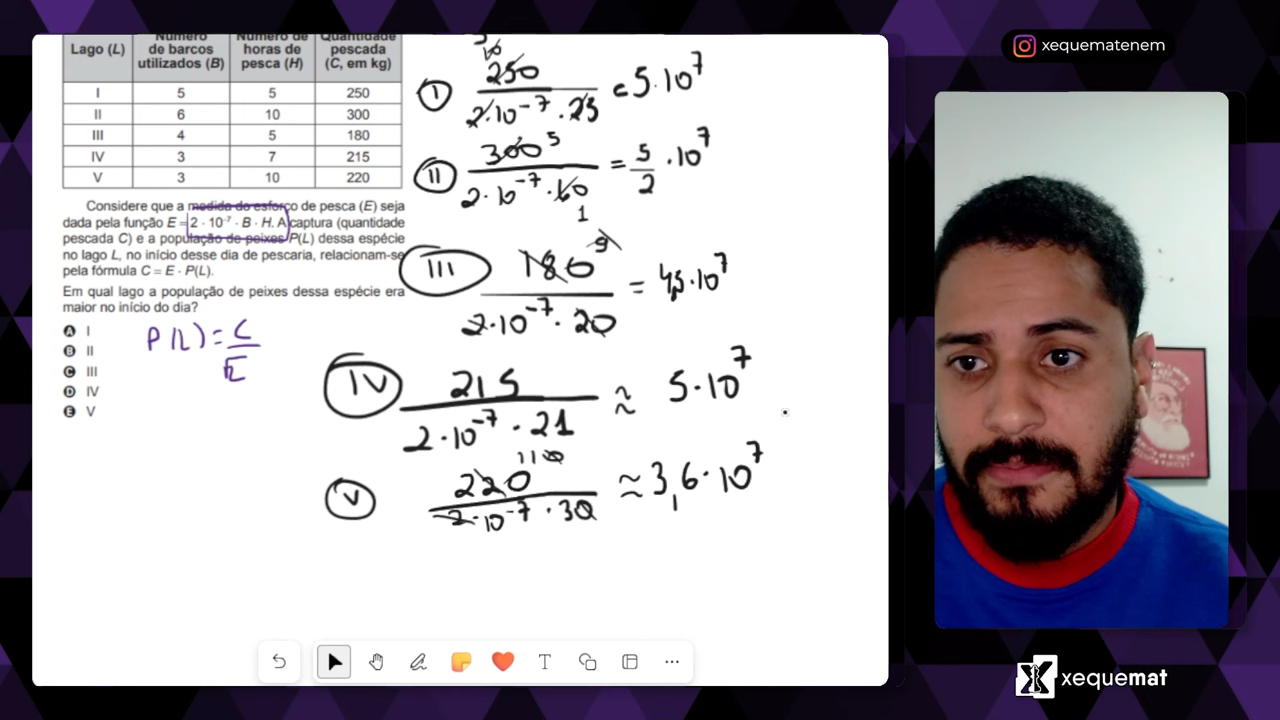 Lago (L) Número de barcos utilizados (B) Número de horas de pesca (H) Quantidade pescada (C, em kg)
I 5 5 250
II 6 10 300
III 4 5 180
IV 3 7 215
V 3 10 220
Considere que a medida do esforço de pesca (E) seja
dada pela função E = 2 · 10⁻⁷ · B · H. A captura (quantidade
pescada C) e a população de peixes P(L) dessa espécie
no lago L, no início desse dia de pescaria, relacionam-se
pela fórmula C = E · P(L).
Em qual lago a população de peixes dessa espécie era
maior no início do dia?
A I
B II
C III
D IV
E V
P(L) = C/E
I 250 / 2·10⁻⁷ · 25 = 5·10⁷
II 300 5 / 2·10⁻⁷ · 60 1 = 5/2 · 10⁷
III 180 9 / 2·10⁻⁷ · 20 = 4,5·10⁷
IV 215 / 2·10⁻⁷ · 21 ≈ 5·10⁷
V 220 110 / 2·10⁻⁷ · 30 ≈ 3,6·10⁷
T
xequematenem
xequemat